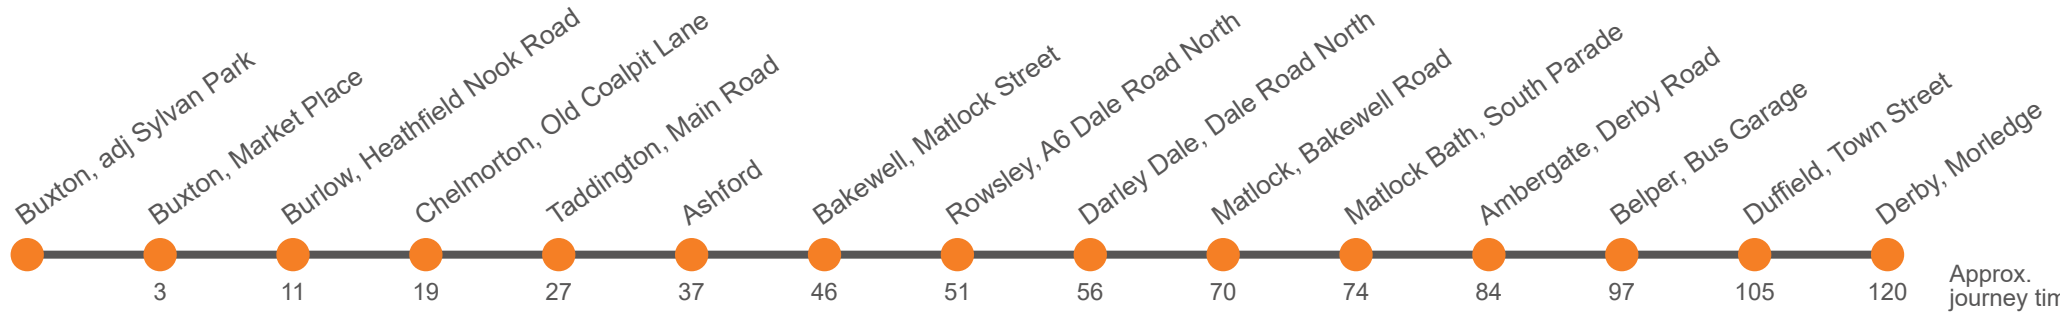 Buxton, adj Sylvan Park
Buxton, Market Place
Burlow, Heathfield Nook Road
Chelmorton, Old Coalpit Lane
Taddington, Main Road
Ashford
Bakewell, Matlock Street
Rowsley, A6 Dale Road North
Darley Dale, Dale Road North
Matlock, Bakewell Road
Matlock Bath, South Parade
Ambergate, Derby Road
Belper, Bus Garage
Duffield, Town Street
Derby, Morledge
3 11 19 27 37 46 51 56 70 74 84 97 105 120
Approx.
journey